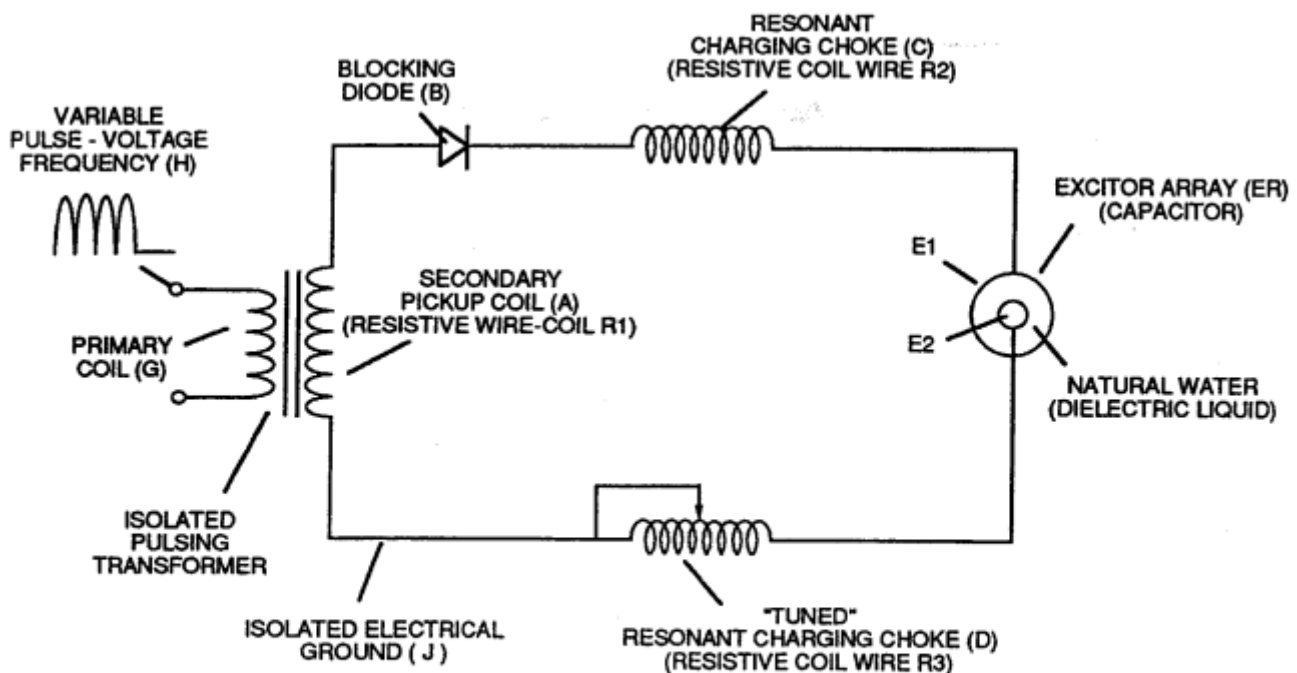 RESONANT
CHARGING CHOKE (C)
(RESISTIVE COIL WIRE R2)
BLOCKING
DIODE (B)
VARIABLE
PULSE - VOLTAGE
FREQUENCY (H)
EXCITOR ARRAY (ER)
(CAPACITOR)
E1
SECONDARY
PICKUP COIL (A)
(RESISTIVE WIRE-COIL R1)
PRIMARY
COIL (G)
E2
NATURAL WATER
(DIELECTRIC LIQUID)
ISOLATED
PULSING
TRANSFORMER
ISOLATED ELECTRICAL
GROUND ( J )
"TUNED"
RESONANT CHARGING CHOKE (D)
(RESISTIVE COIL WIRE R3)